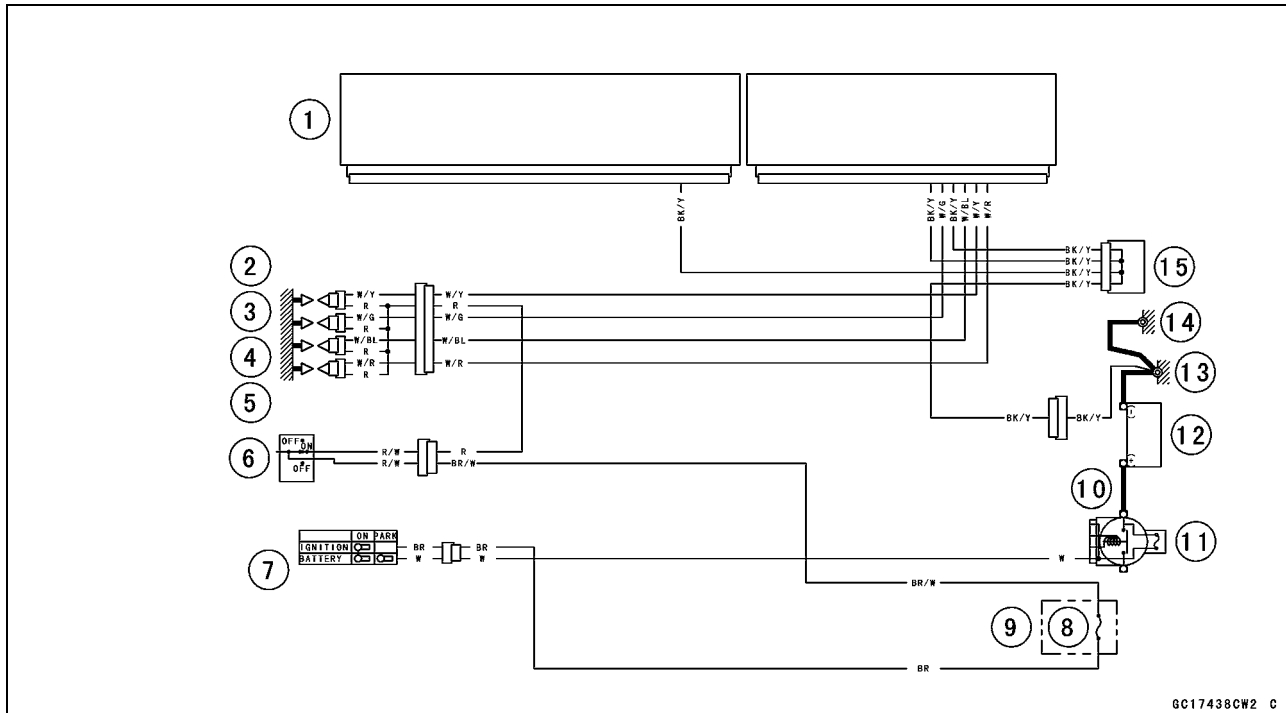 1
BK/Y
BK/Y
W/G
BK/Y
W/BL
W/Y
W/R
2
3
4
5
W/Y
R
W/G
R
W/BL
R
W/R
R
W/Y
R
W/G
W/BL
W/R
BK/Y
BK/Y
BK/Y
BK/Y
15
14
13
BK/Y
BK/Y
(-)
12
(+)
6
OFF
ON
OFF
R/W
R/W
R
BR/W
10
11
7
ON PARK
IGNITION
BATTERY
BR
W
BR
W
W
BR/W
9
8
BR
GC17438CW2 C